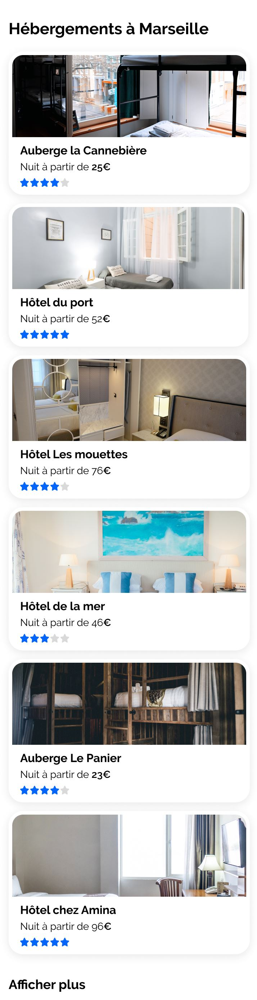 Hébergements à Marseille
Auberge la Cannebière
Nuit à partir de 25€
BUENOS AIRES
Hôtel du port
Nuit à partir de 52€
Hôtel Les mouettes
Nuit à partir de 76€
Hôtel de la mer
Nuit à partir de 46€
Auberge Le Panier
Nuit à partir de 23€
Hôtel chez Amina
Nuit à partir de 96€
Afficher plus